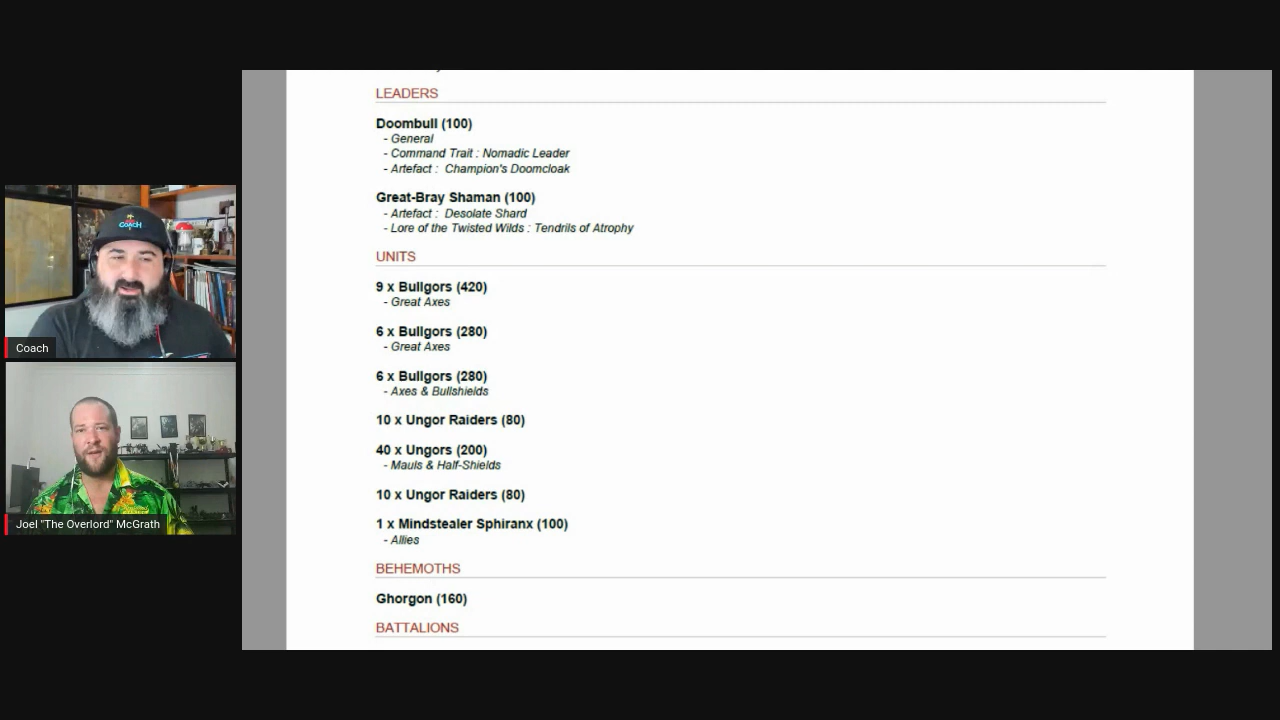 LEADERS
Doombull (100)
- General
- Command Trait : Nomadic Leader
- Artefact : Champion's Doomcloak
Great-Bray Shaman (100)
- Artefact : Desolate Shard
- Lore of the Twisted Wilds : Tendrils of Atrophy
UNITS
9 x Bullgors (420)
- Great Axes
6 x Bullgors (280)
- Great Axes
6 x Bullgors (280)
- Axes & Bullshields
10 x Ungor Raiders (80)
40 x Ungors (200)
- Mauls & Half-Shields
10 x Ungor Raiders (80)
1 x Mindstealer Sphiranx (100)
- Allies
BEHEMOTHS
Ghorgon (160)
BATTALIONS
COACH
Coach
Joel "The Overlord" McGrath